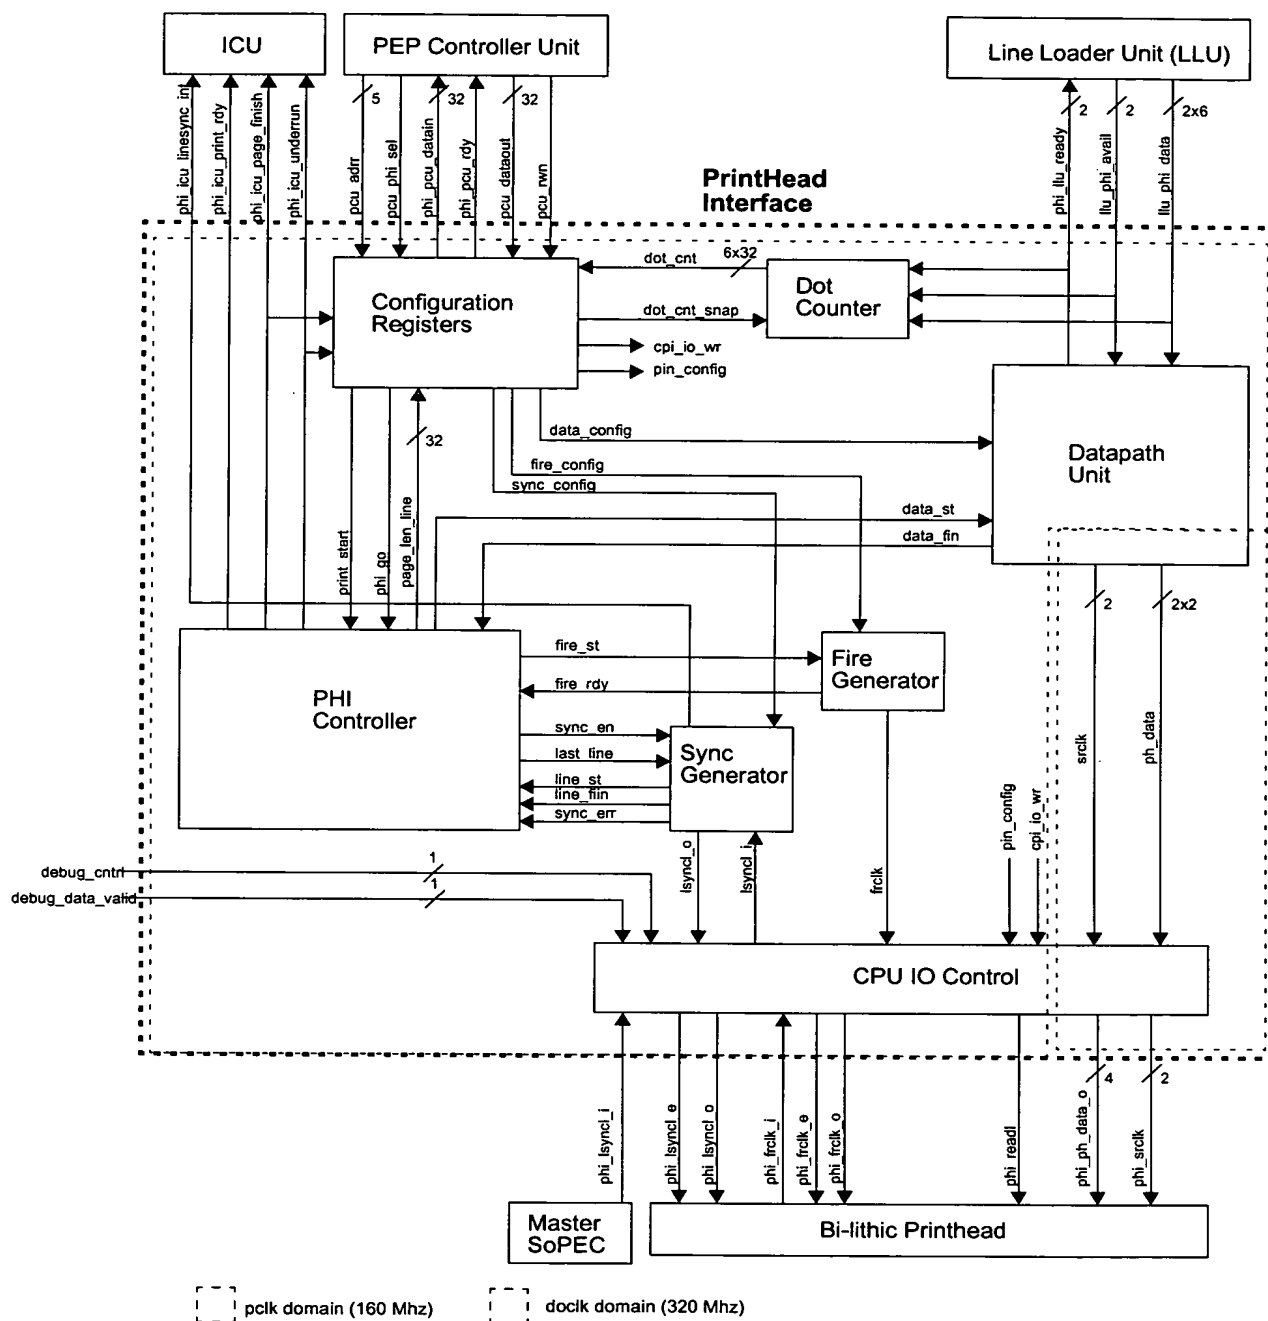 ICU
PEP Controller Unit
Line Loader Unit (LLU)
5
32
32
2
2
2x6
phi_icu_linesync_int
phi_icu_print_rdy
phi_icu_page_finish
phi_icu_underrun
pcu_adrr
pcu_phi_sel
phi_pcu_datain
phi_pcu_rdy
pcu_dataout
pcu_rwn
phi_llu_ready
llu_phi_avail
llu_phi_data
PrintHead
Interface
Configuration
Registers
dot_cnt
6x32
dot_cnt_snap
cpi_io_wr
pin_config
Dot
Counter
32
data_config
fire_config
sync_config
Datapath
Unit
data_st
data_fin
print_start
phi_go
page_len_line
2
2x2
PHI
Controller
fire_st
fire_rdy
Fire
Generator
sync_en
last_line
line_st
line_fiin
sync_err
Sync
Generator
srclk
ph_data
pin_config
cpi_io_wr
lsyncl_o
lsyncl_i
frclk
debug_cntrl
1
debug_data_valid
1
CPU IO Control
4
2
phi_lsyncl_i
phi_lsyncl_e
phi_lsyncl_o
phi_frclk_i
phi_frclk_e
phi_frclk_o
phi_readl
phi_ph_data_o
phi_srclk
Master
SoPEC
Bi-lithic Printhead
pclk domain (160 Mhz)
doclk domain (320 Mhz)